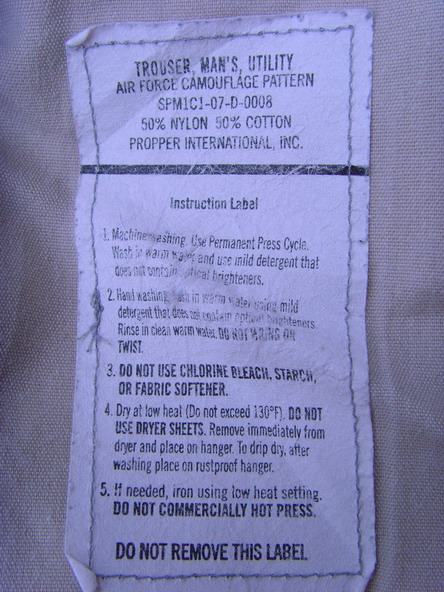 TROUSER, MAN'S, UTILITY
AIR FORCE CAMOUFLAGE PATTERN
SPM1C1-07-D-0008
50% NYLON 50% COTTON
PROPPER INTERNATIONAL, INC.
Instruction Label
1. Machine washing. Use Permanent Press Cycle.
Wash in warm water and use mild detergent that
does not contain optical brighteners.
2. Hand washing. Wash in warm water using mild
detergent that does not contain optical brighteners.
Rinse in clean warm water. DO NOT WRING OR
TWIST.
3. DO NOT USE CHLORINE BLEACH, STARCH,
OR FABRIC SOFTENER.
4. Dry at low heat (Do not exceed 130°F). DO NOT
USE DRYER SHEETS. Remove immediately from
dryer and place on hanger. To drip dry, after
washing place on rustproof hanger.
5. If needed, iron using low heat setting.
DO NOT COMMERCIALLY HOT PRESS.
DO NOT REMOVE THIS LABEL